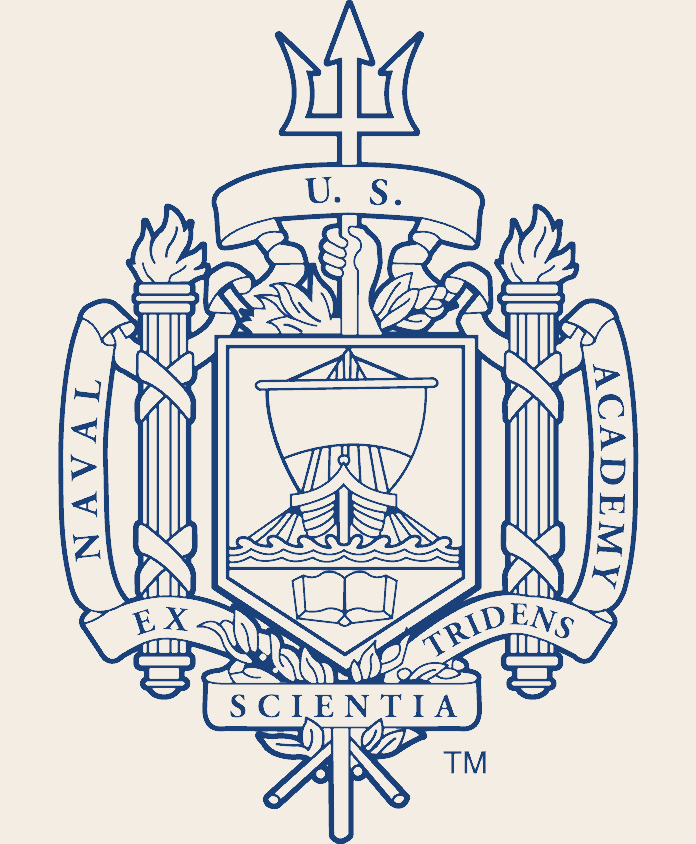 U. S.
NAVAL
ACADEMY
EX
TRIDENS
SCIENTIA
TM